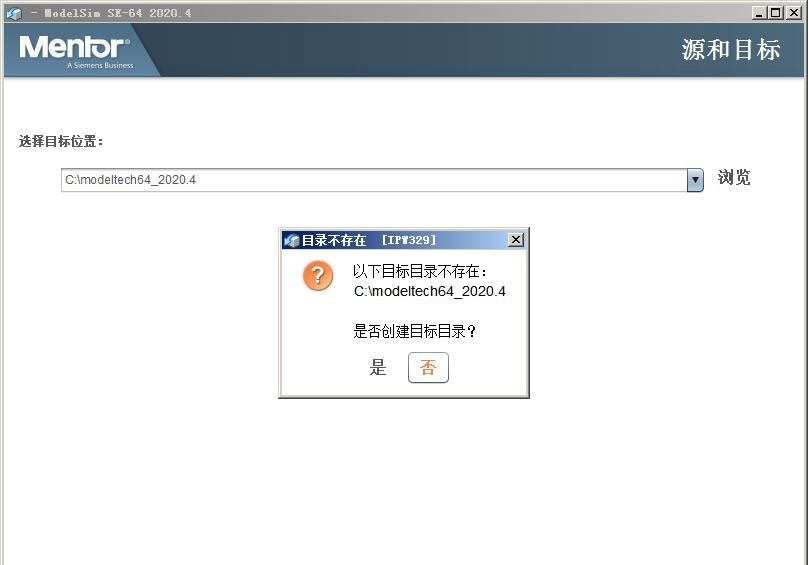 - ModelSim SE-64 2020.4
Mentor®
A Siemens Business
源和目标
选择目标位置:
C:\modeltech64_2020.4
浏览
目录不存在 [IPW329]
?
以下目标目录不存在:
C:\modeltech64_2020.4
是否创建目标目录?
是 否